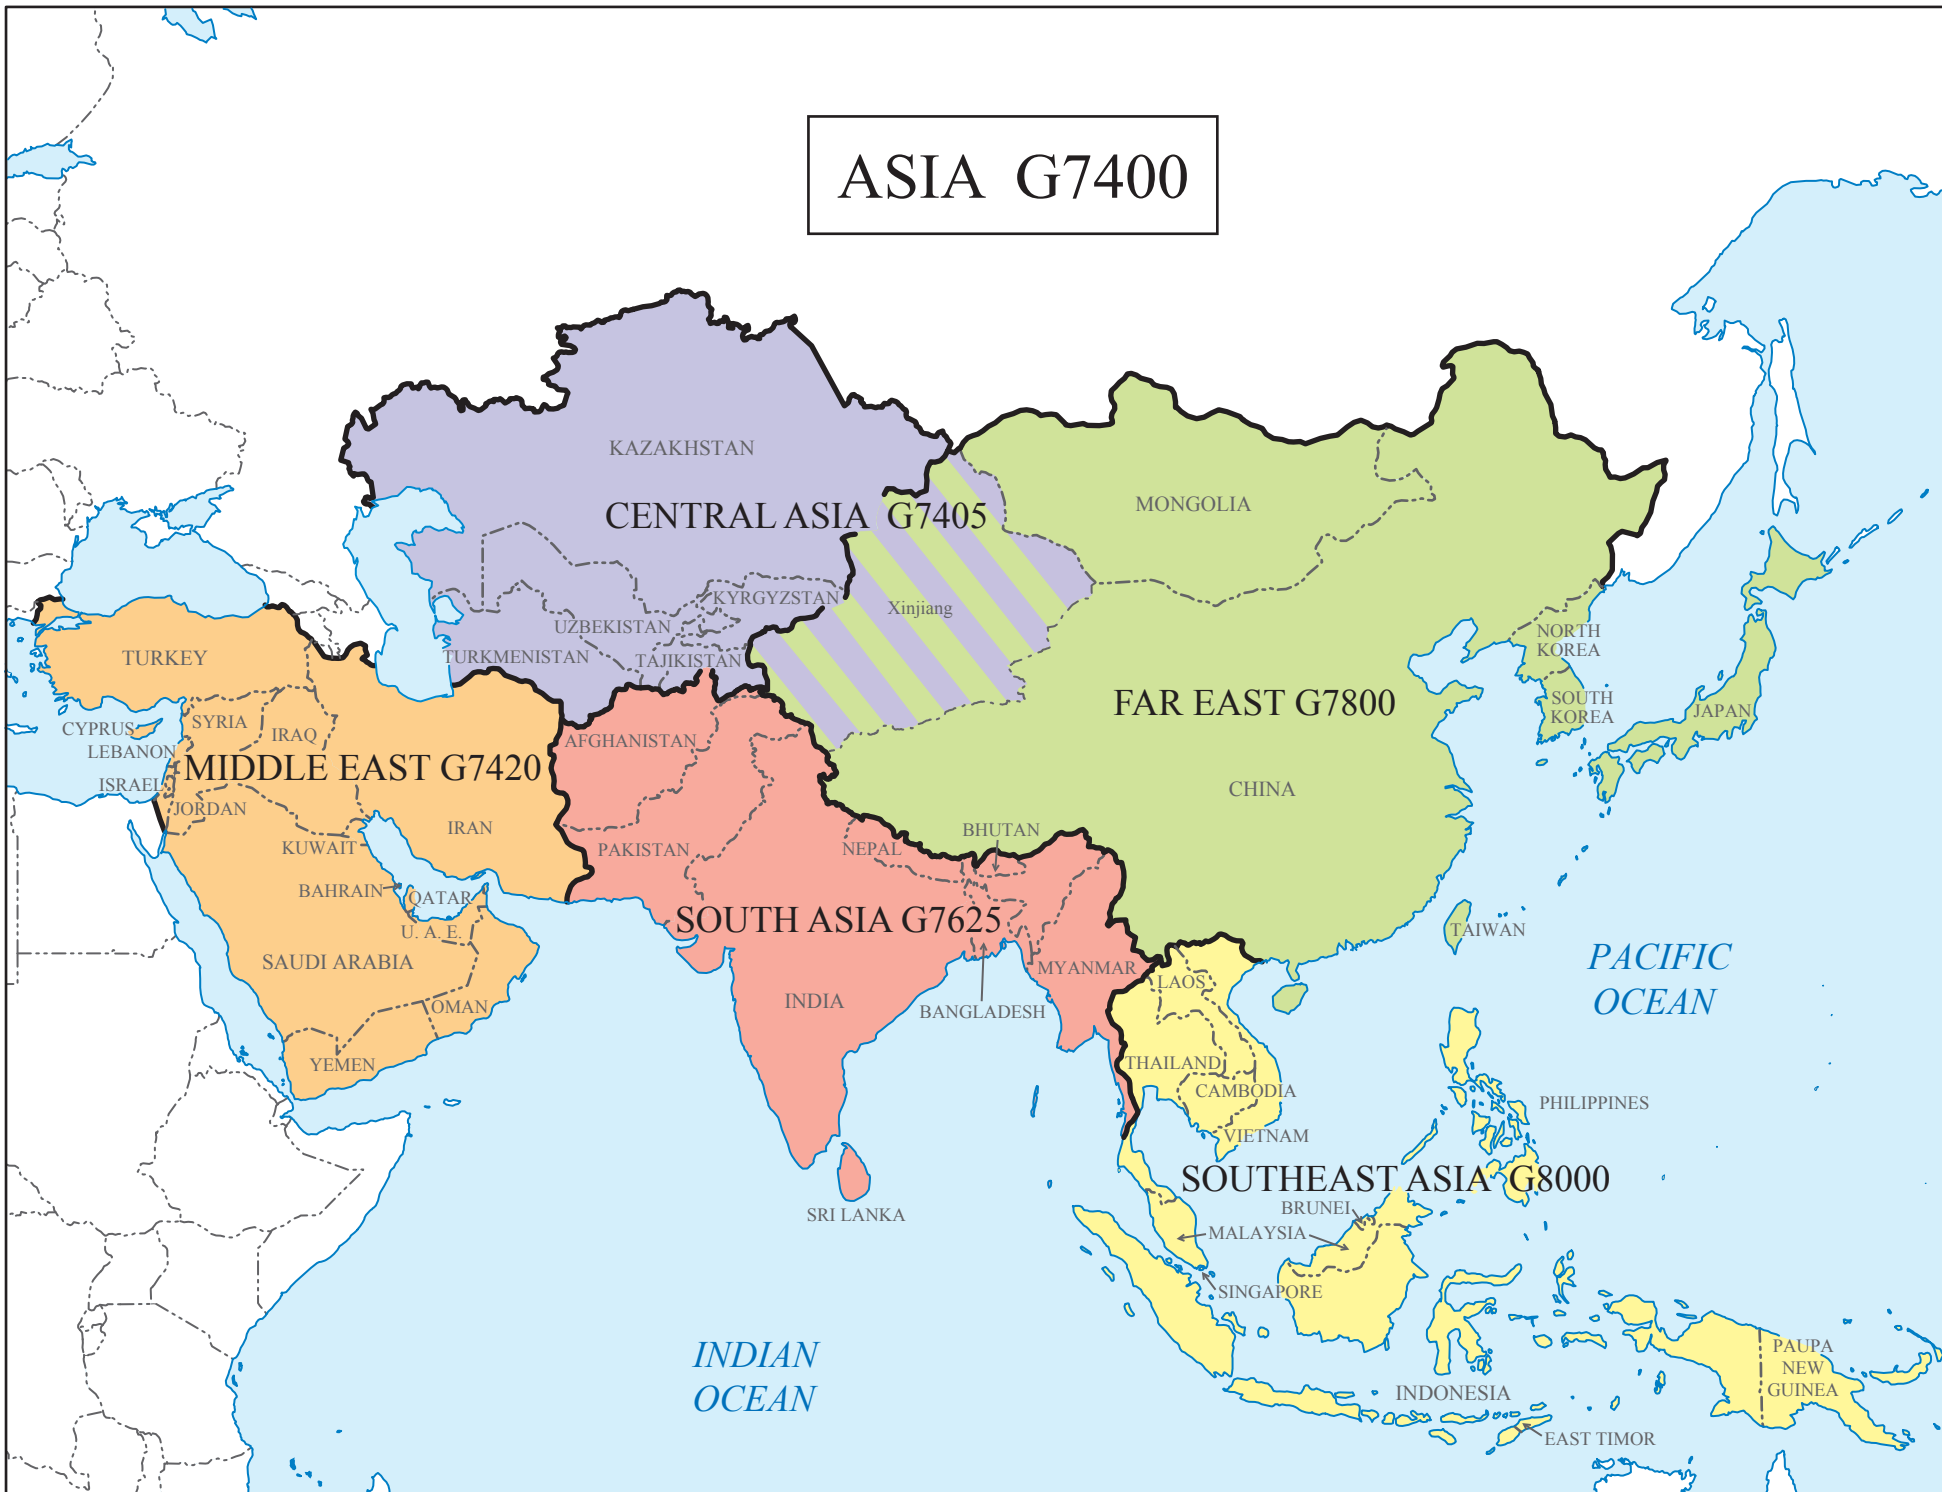 ASIA G7400
KAZAKHSTAN
CENTRAL ASIA G7405
MONGOLIA
KYRGYZSTAN
Xinjiang
UZBEKISTAN
TURKMENISTAN
TAJIKISTAN
NORTH
KOREA
TURKEY
FAR EAST G7800
SOUTH
KOREA
JAPAN
CYPRUS
SYRIA
IRAQ
LEBANON
AFGHANISTAN
MIDDLE EAST G7420
ISRAEL
JORDAN
CHINA
IRAN
KUWAIT
PAKISTAN
NEPAL
BHUTAN
BAHRAIN
QATAR
SOUTH ASIA G7625
U. A. E.
TAIWAN
SAUDI ARABIA
PACIFIC
OCEAN
MYANMAR
LAOS
OMAN
INDIA
BANGLADESH
YEMEN
THAILAND
CAMBODIA
PHILIPPINES
VIETNAM
SOUTHEAST ASIA G8000
SRI LANKA
BRUNEI
MALAYSIA
SINGAPORE
INDIAN
OCEAN
PAUPA
NEW
GUINEA
INDONESIA
EAST TIMOR